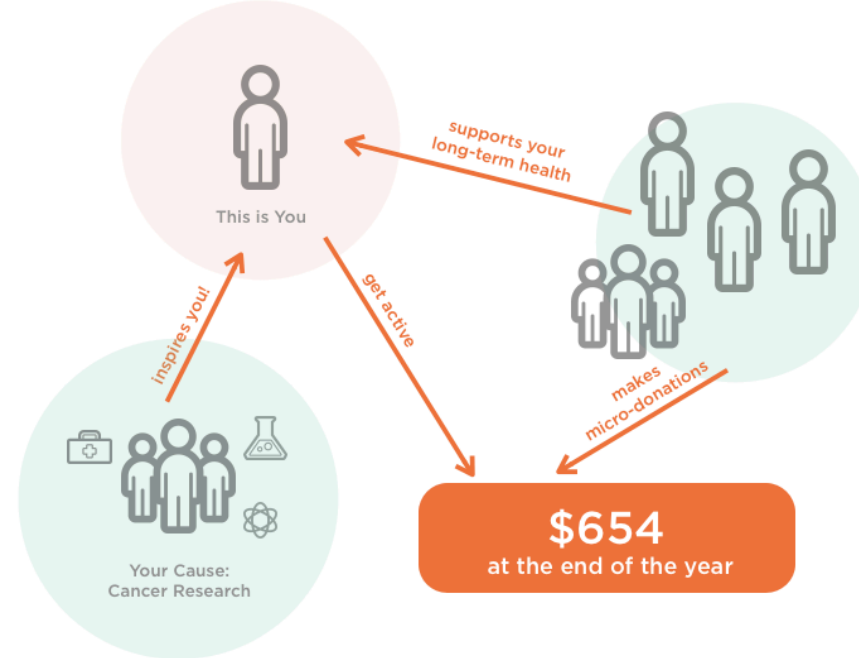 supports your
long-term health
This is You
get active
inspires you!
makes
micro-donations
$654
at the end of the year
Your Cause:
Cancer Research